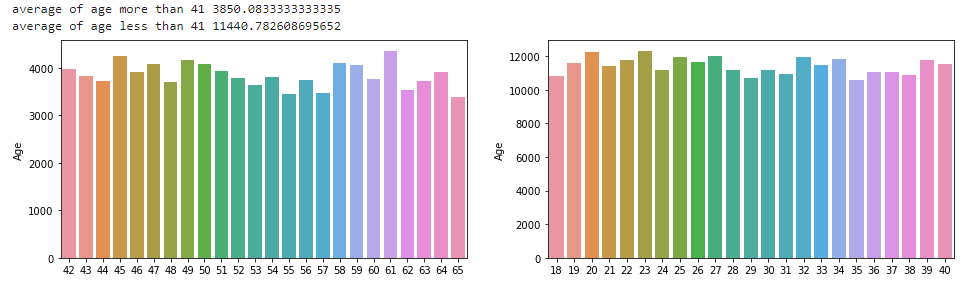 average of age more than 41 3850.0833333333335
average of age less than 41 11440.782608695652
4000
3000
2000
1000
0
Age
42 43 44 45 46 47 48 49 50 51 52 53 54 55 56 57 58 59 60 61 62 63 64 65
12000
10000
8000
6000
4000
2000
0
Age
18 19 20 21 22 23 24 25 26 27 28 29 30 31 32 33 34 35 36 37 38 39 40